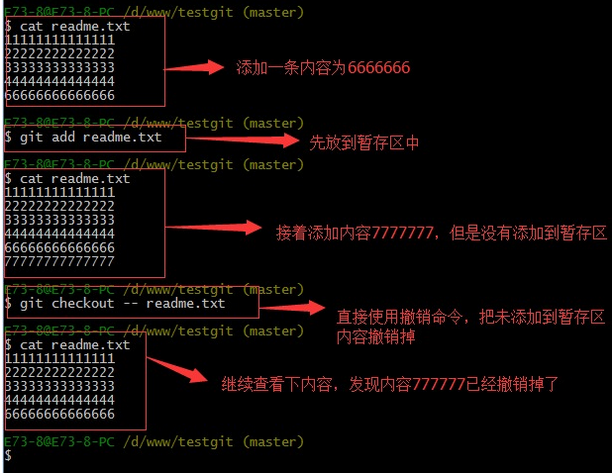 E73-8@E73-8-PC /d/www/testgit (master)
$ cat readme.txt
11111111111111
22222222222222
33333333333333
44444444444444
66666666666666
添加一条内容为6666666
E73-8@E73-8-PC /d/www/testgit (master)
$ git add readme.txt
先放到暂存区中
E73-8@E73-8-PC /d/www/testgit (master)
$ cat readme.txt
11111111111111
22222222222222
33333333333333
44444444444444
66666666666666
77777777777777
接着添加内容7777777，但是没有添加到暂存区
E73-8@E73-8-PC /d/www/testgit (master)
$ git checkout -- readme.txt
直接使用撤销命令，把未添加到暂存区
内容撤销掉
E73-8@E73-8-PC /d/www/testgit (master)
$ cat readme.txt
11111111111111
22222222222222
33333333333333
44444444444444
66666666666666
继续查看下内容，发现内容777777已经撤销掉了
E73-8@E73-8-PC /d/www/testgit (master)
$